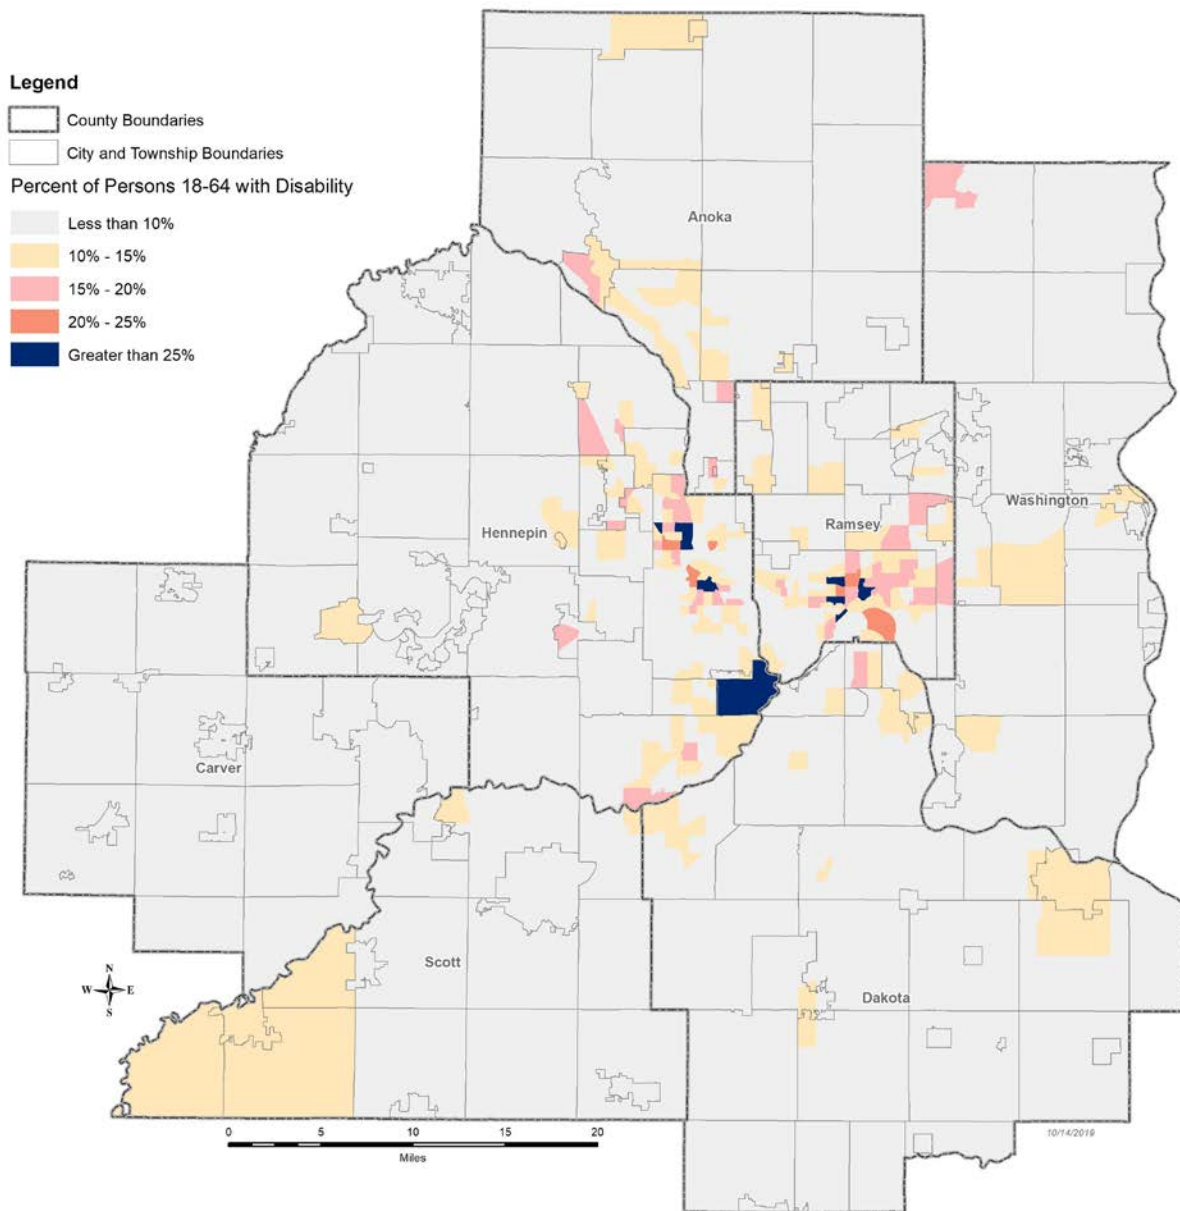 Legend
County Boundaries
City and Township Boundaries
Percent of Persons 18-64 with Disability
Less than 10%
10% - 15%
15% - 20%
20% - 25%
Greater than 25%
Anoka
Washington
Ramsey
Hennepin
Carver
Scott
Dakota
N
W E
S
0 5 10 15 20
Miles
10/14/2019